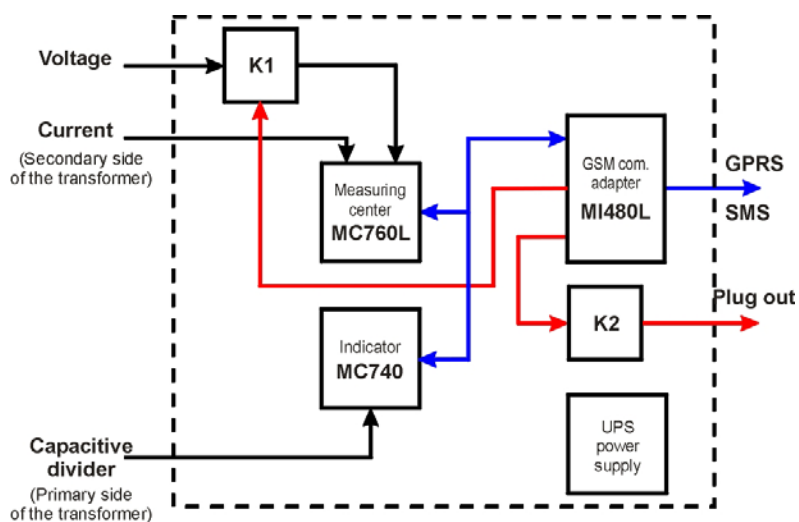 Voltage
K1
Current
(Secondary side
of the transformer)
Measuring
center
MC760L
GSM com.
adapter
MI480L
GPRS
SMS
Plug out
K2
Indicator
MC740
UPS
power
supply
Capacitive
divider
(Primary side
of the transformer)